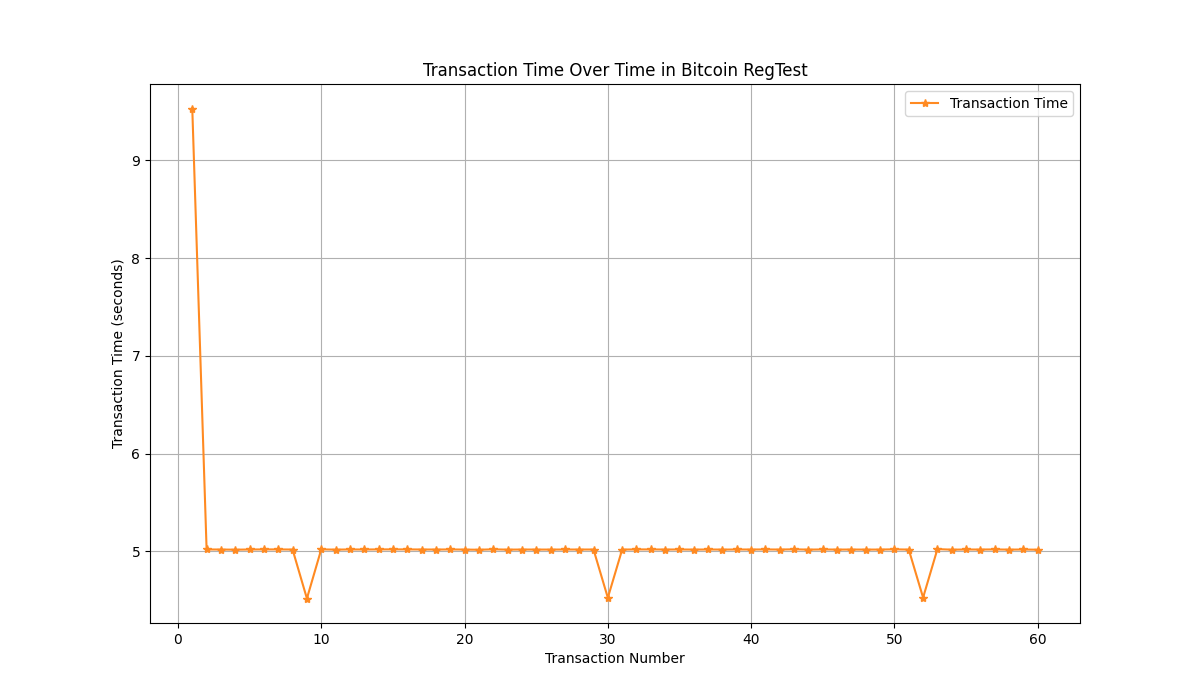 Transaction Time Over Time in Bitcoin RegTest
Transaction Time
9
8
7
6
5
Transaction Time (seconds)
0 10 20 30 40 50 60
Transaction Number